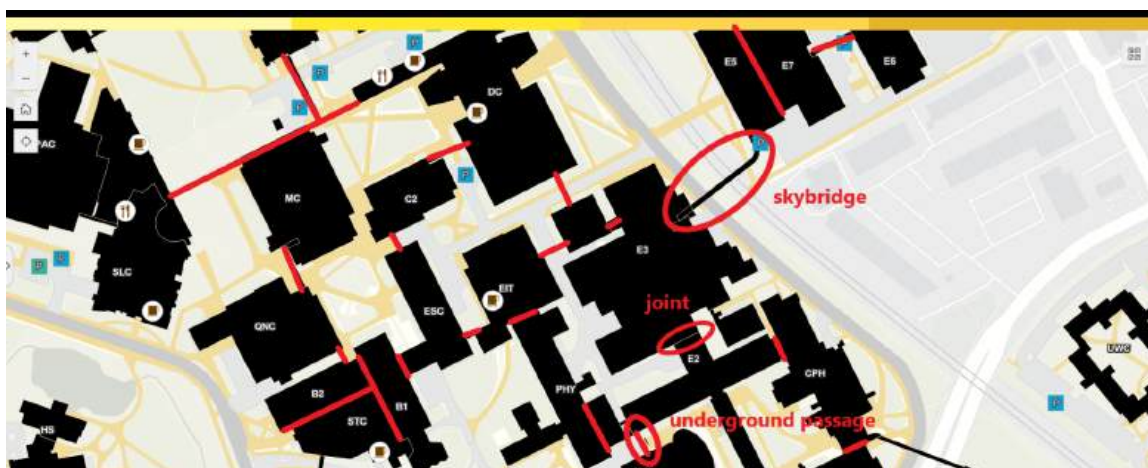 +
−
E5
E7
E6
DC
PAC
MC
C2
skybridge
E3
SLC
EIT
ESC
joint
QNC
E2
UWC
PHY
CPH
B2
B1
STC
underground passage
HS